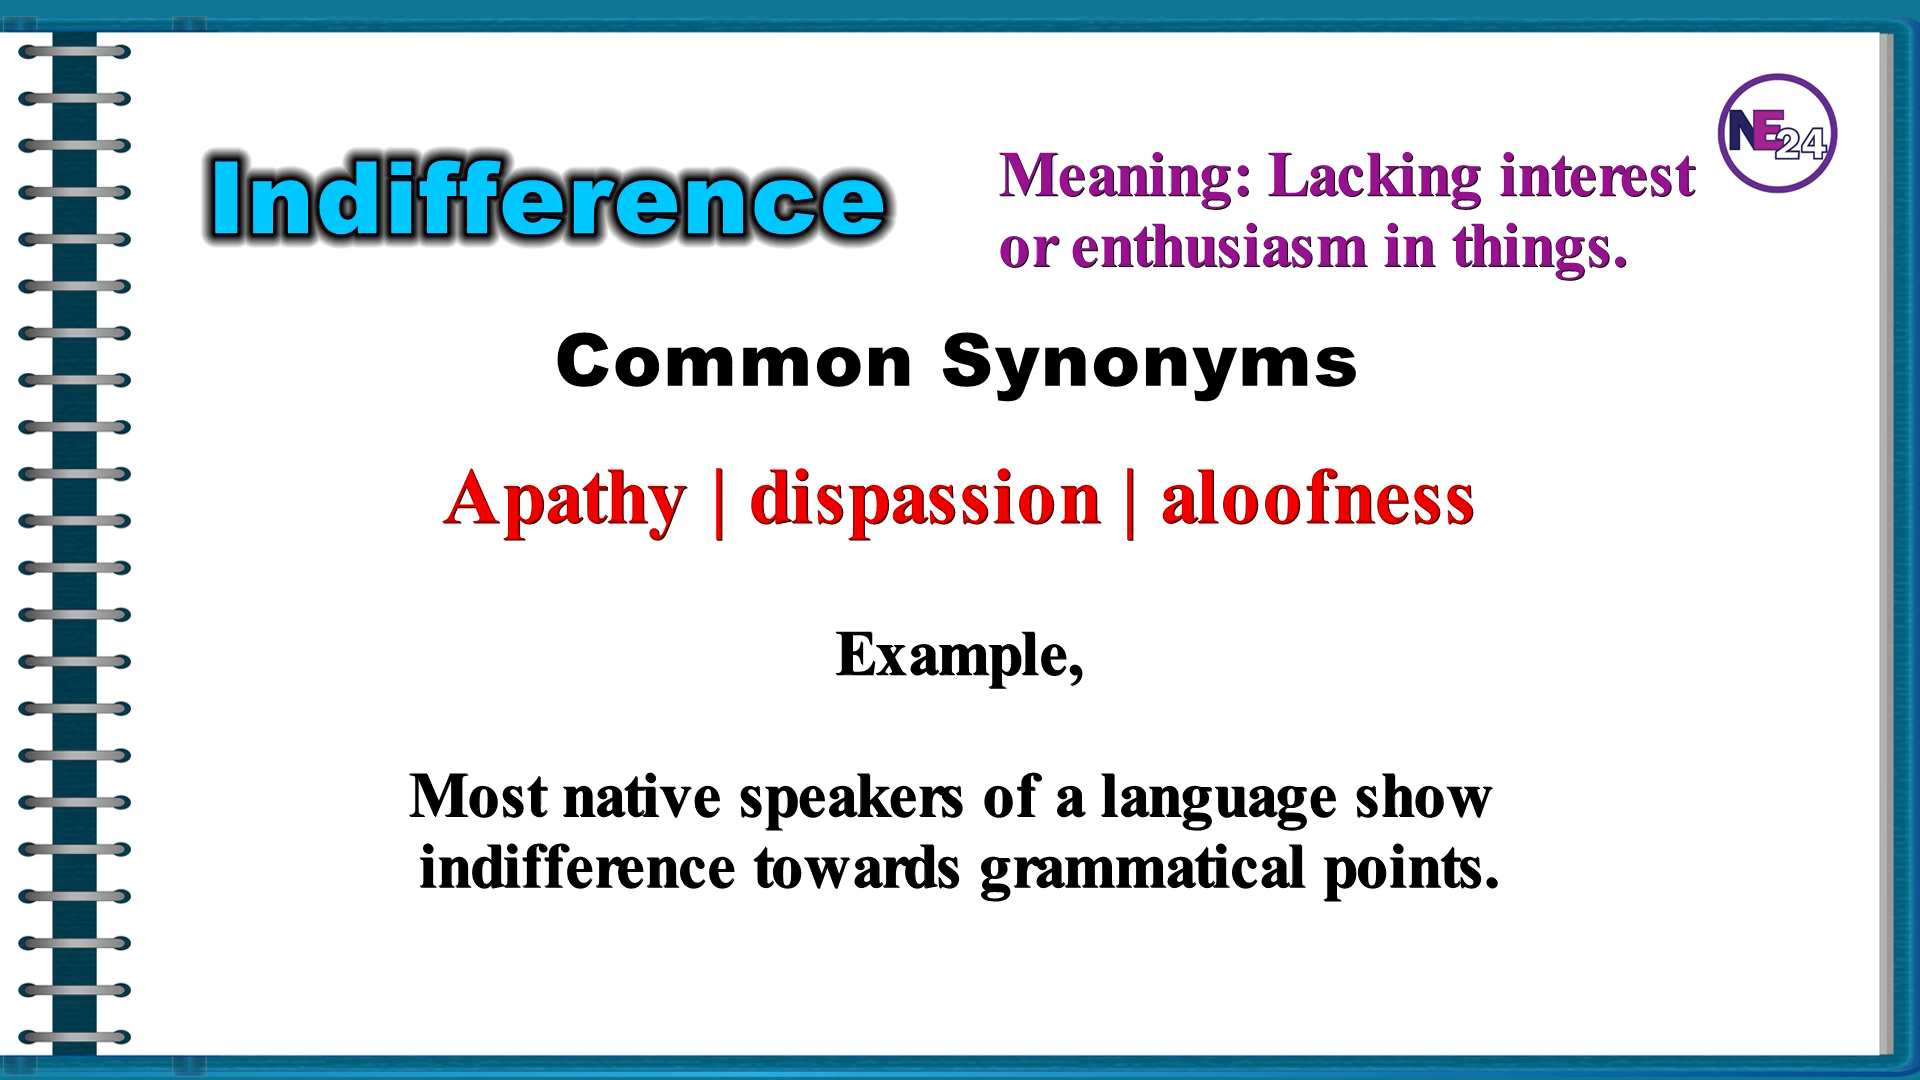 Indifference
Meaning: Lacking interest
or enthusiasm in things.
NE24
Common Synonyms
Apathy | dispassion | aloofness
Example,
Most native speakers of a language show
indifference towards grammatical points.